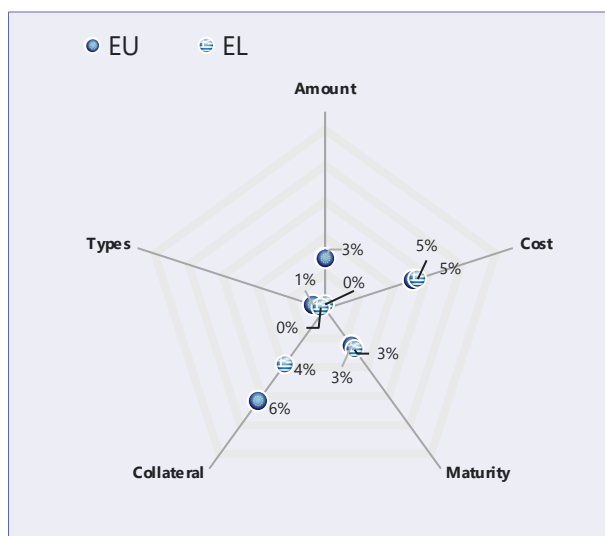 EU EL
Amount
3%
5%
Cost
5%
Types
1%
0%
0%
3%
3%
4%
6%
Collateral
Maturity